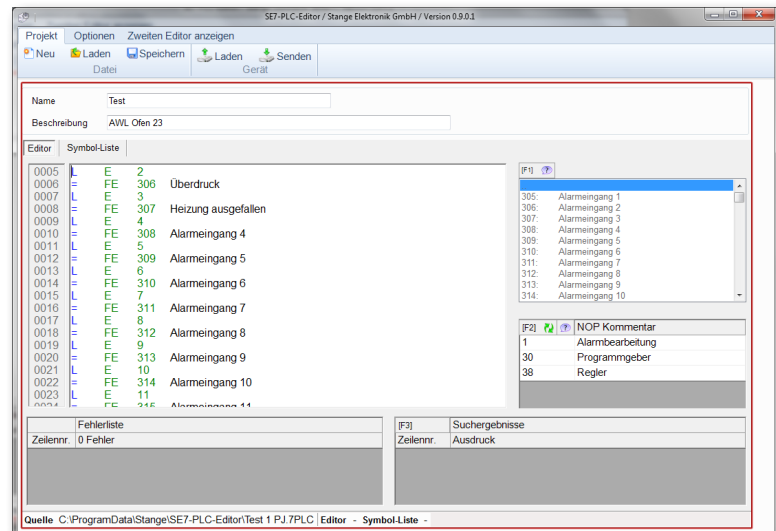 SE7-PLC-Editor / Stange Elektronik GmbH / Version 0.9.0.1
Projekt Optionen Zweiten Editor anzeigen
Neu Laden Speichern Laden Senden
Datei Gerät
Name Test
Beschreibung AWL Ofen 23
Editor Symbol-Liste
0005 L E 2
0006 = FE 306 Überdruck
0007 L E 3
0008 = FE 307 Heizung ausgefallen
0009 L E 4
0010 = FE 308 Alarmeingang 4
0011 L E 5
0012 = FE 309 Alarmeingang 5
0013 L E 6
0014 = FE 310 Alarmeingang 6
0015 L E 7
0016 = FE 311 Alarmeingang 7
0017 L E 8
0018 = FE 312 Alarmeingang 8
0019 L E 9
0020 = FE 313 Alarmeingang 9
0021 L E 10
0022 = FE 314 Alarmeingang 10
0023 L E 11
0024 = FE 315 Alarmeingang 11
[F1]
305: Alarmeingang 1
306: Alarmeingang 2
307: Alarmeingang 3
308: Alarmeingang 4
309: Alarmeingang 5
310: Alarmeingang 6
311: Alarmeingang 7
312: Alarmeingang 8
313: Alarmeingang 9
314: Alarmeingang 10
[F2] NOP Kommentar
1 Alarmbearbeitung
30 Programmgeber
38 Regler
Fehlerliste
Zeilennr. 0 Fehler
[F3] Suchergebnisse
Zeilennr. Ausdruck
Quelle C:\ProgramData\Stange\SE7-PLC-Editor\Test 1 PJ.7PLC Editor - Symbol-Liste -